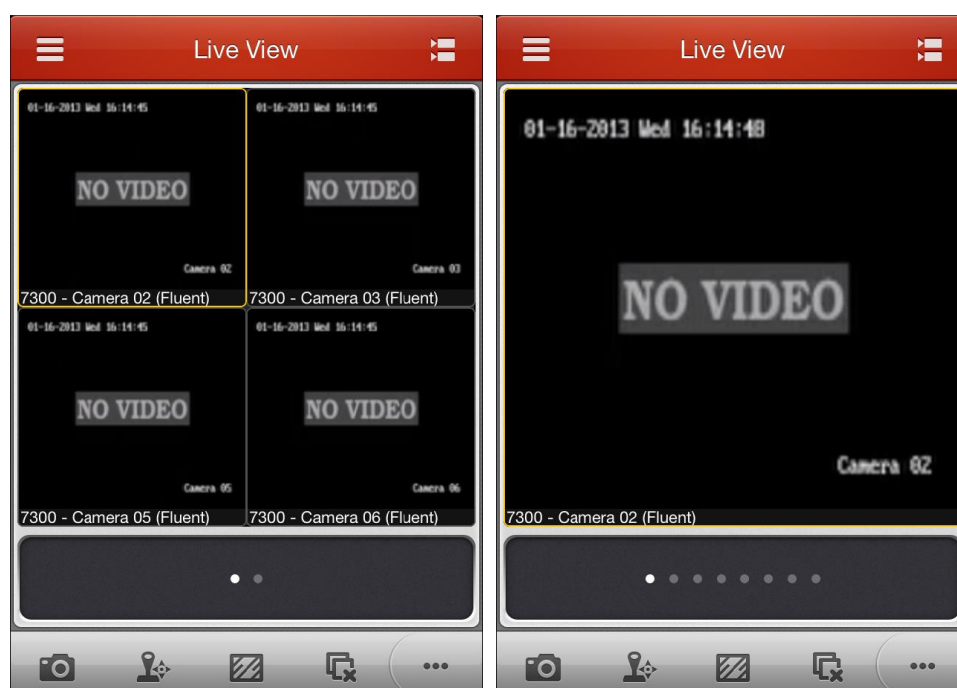 Live View
01-16-2013 Wed 16:14:45
NO VIDEO
Camera 02
7300 - Camera 02 (Fluent)
01-16-2013 Wed 16:14:45
NO VIDEO
Camera 03
7300 - Camera 03 (Fluent)
01-16-2013 Wed 16:14:45
NO VIDEO
Camera 05
7300 - Camera 05 (Fluent)
01-16-2013 Wed 16:14:45
NO VIDEO
Camera 06
7300 - Camera 06 (Fluent)
Live View
01-16-2013 Wed 16:14:48
NO VIDEO
Camera 02
7300 - Camera 02 (Fluent)